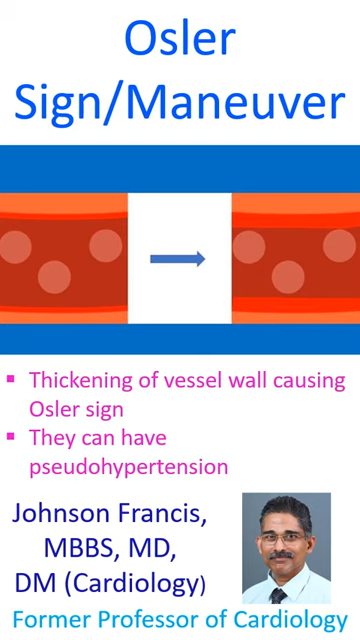 Osler
Sign/Maneuver
▪ Thickening of vessel wall causing
Osler sign
▪ They can have
pseudohypertension
Johnson Francis,
MBBS, MD,
DM (Cardiology)
Former Professor of Cardiology